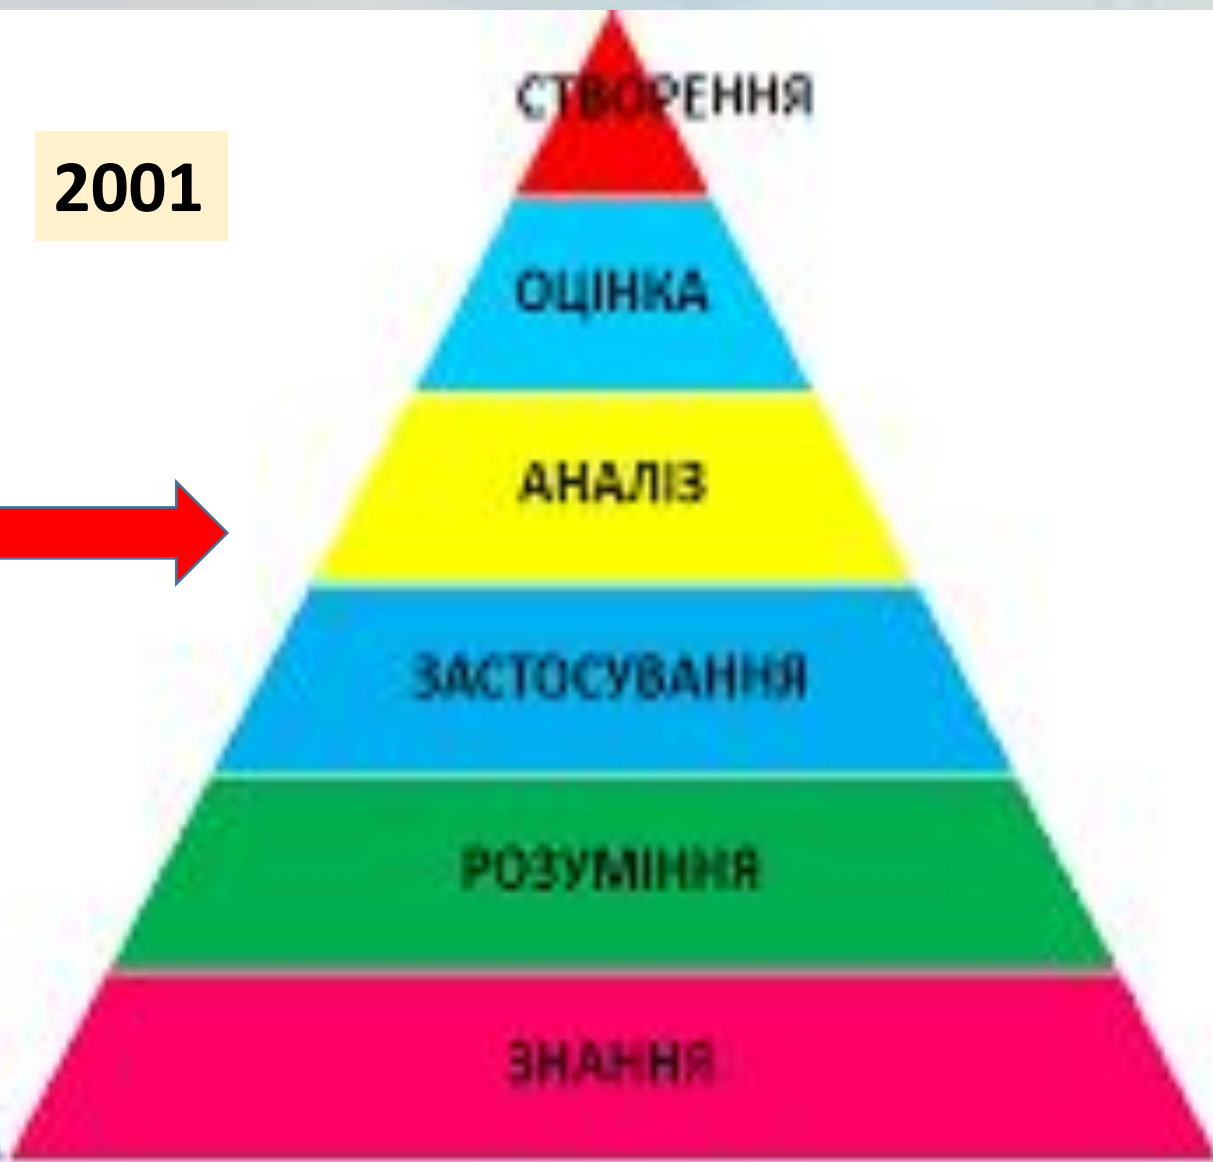 СТВОРЕННЯ
2001
ОЦІНКА
АНАЛІЗ
ЗАСТОСУВАННЯ
РОЗУМІННЯ
ЗНАННЯ